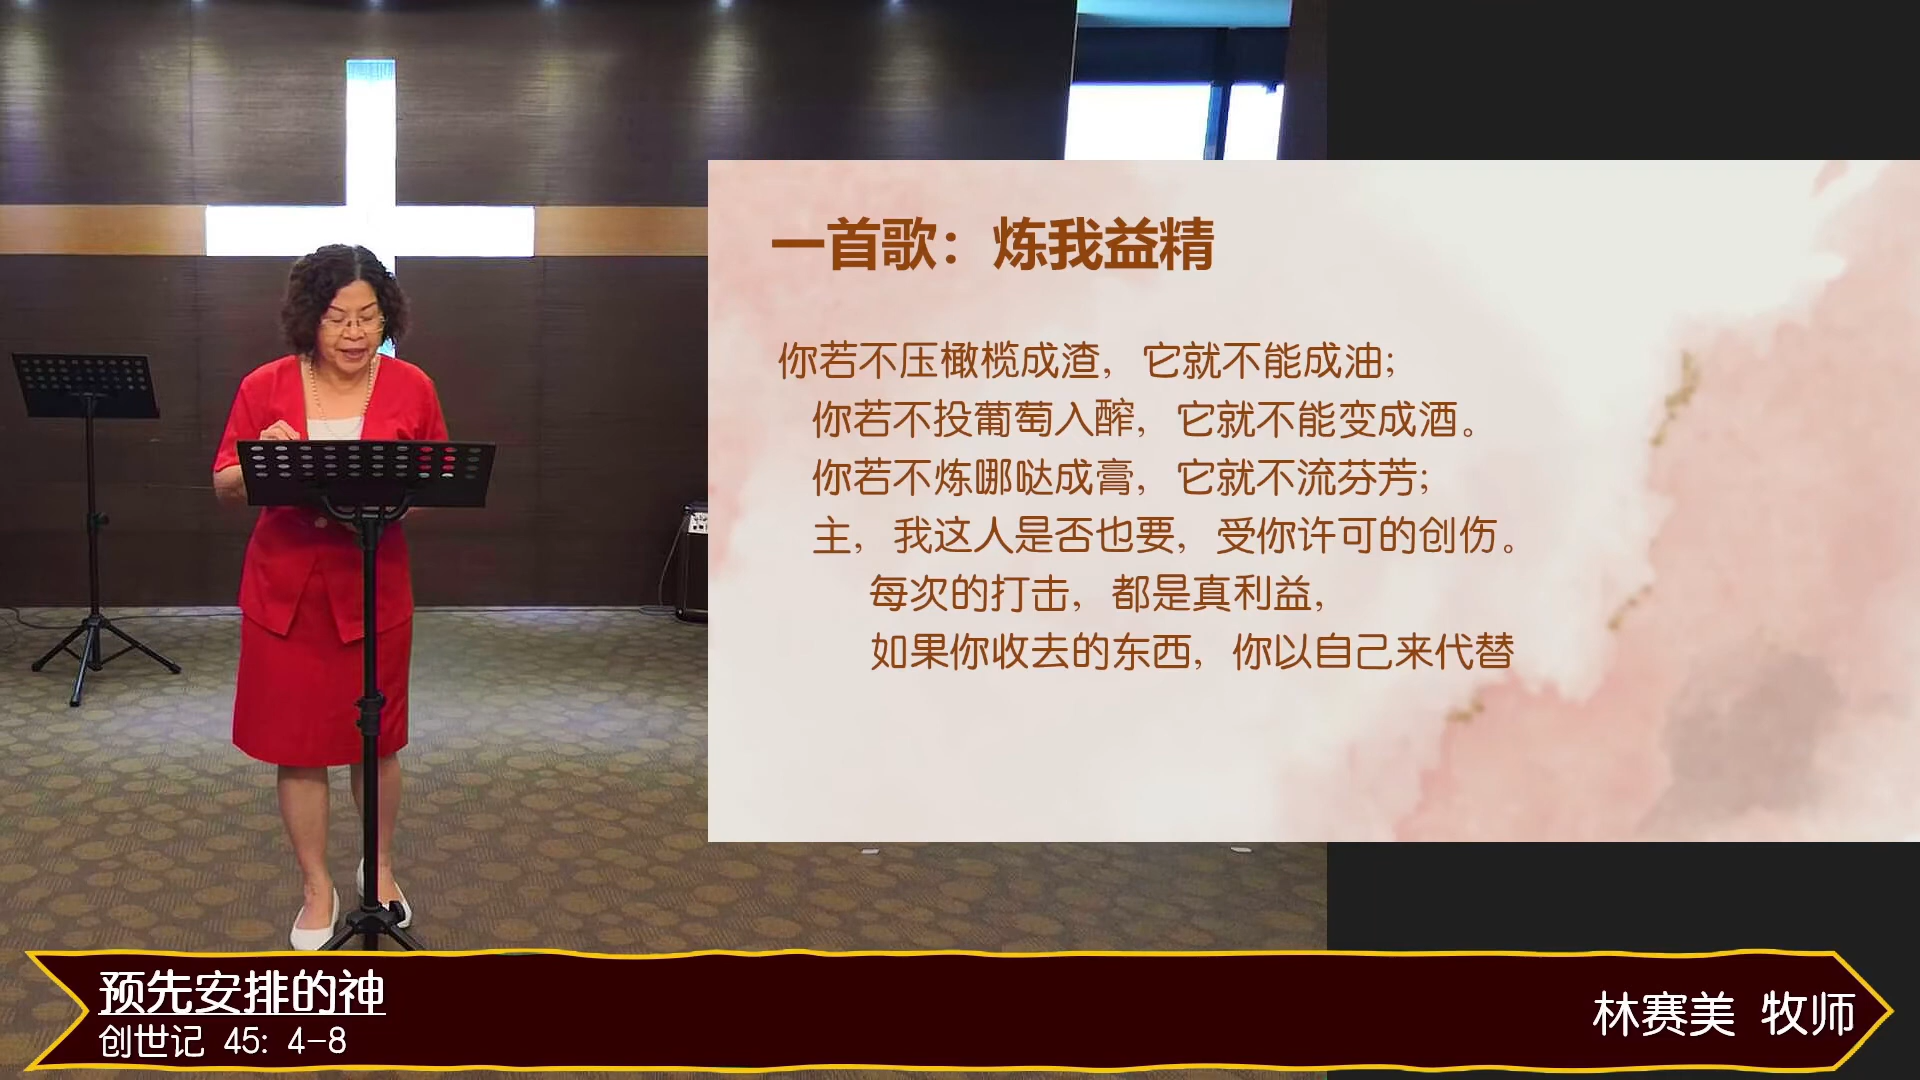 一首歌：炼我益精
你若不压橄榄成渣，它就不能成油;
你若不投葡萄入醡，它就不能变成酒。
你若不炼哪哒成膏，它就不流芬芳;
主，我这人是否也要，受你许可的创伤。
每次的打击，都是真利益，
如果你收去的东西，你以自己来代替
预先安排的神
创世记 45: 4-8
林赛美 牧师